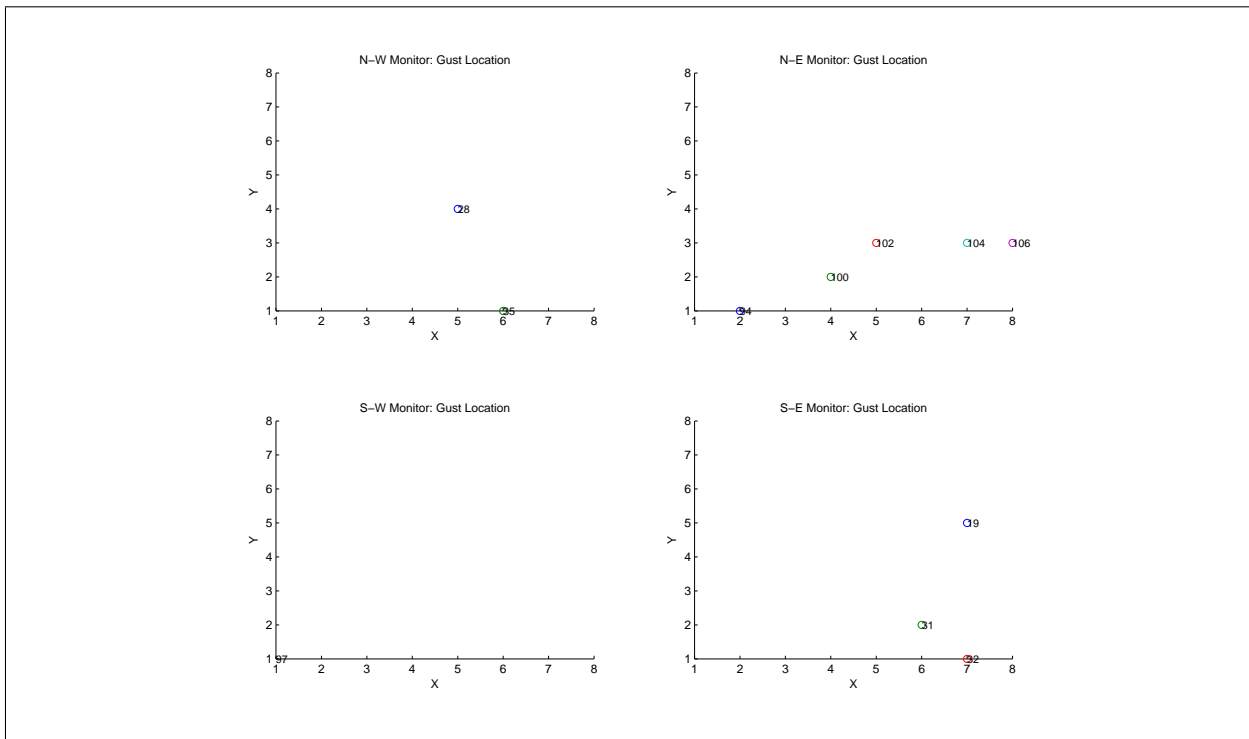 N−W Monitor: Gust Location
8
7
6
5
4
3
2
1
Y
28
35
1 2 3 4 5 6 7 8
X
N−E Monitor: Gust Location
8
7
6
5
4
3
2
1
Y
102
104
106
100
94
1 2 3 4 5 6 7 8
X
S−W Monitor: Gust Location
8
7
6
5
4
3
2
1
Y
97
1 2 3 4 5 6 7 8
X
S−E Monitor: Gust Location
8
7
6
5
4
3
2
1
Y
19
31
32
1 2 3 4 5 6 7 8
X